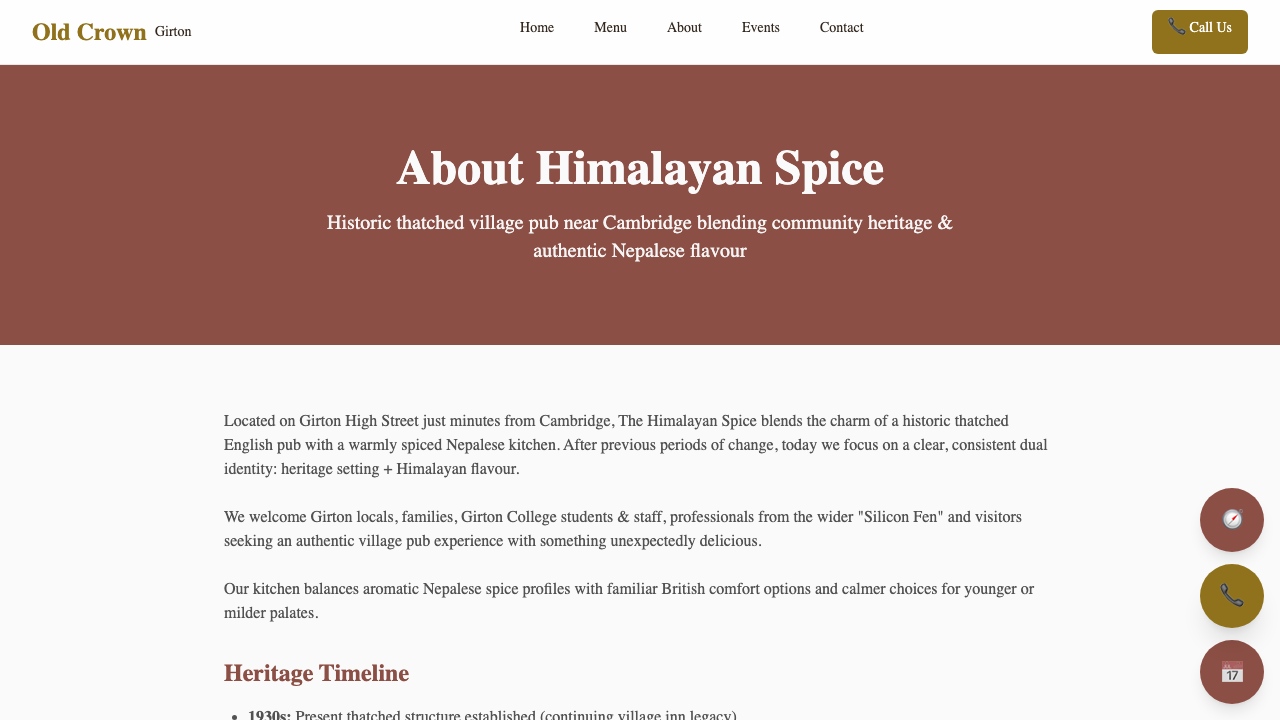 Old Crown Girton
Home Menu About Events Contact
📞 Call Us
About Himalayan Spice
Historic thatched village pub near Cambridge blending community heritage &
authentic Nepalese flavour
Located on Girton High Street just minutes from Cambridge, The Himalayan Spice blends the charm of a historic thatched
English pub with a warmly spiced Nepalese kitchen. After previous periods of change, today we focus on a clear, consistent dual
identity: heritage setting + Himalayan flavour.
We welcome Girton locals, families, Girton College students & staff, professionals from the wider "Silicon Fen" and visitors
seeking an authentic village pub experience with something unexpectedly delicious.
Our kitchen balances aromatic Nepalese spice profiles with familiar British comfort options and calmer choices for younger or
milder palates.
Heritage Timeline
• 1930s: Present thatched structure established (continuing village inn legacy)
17